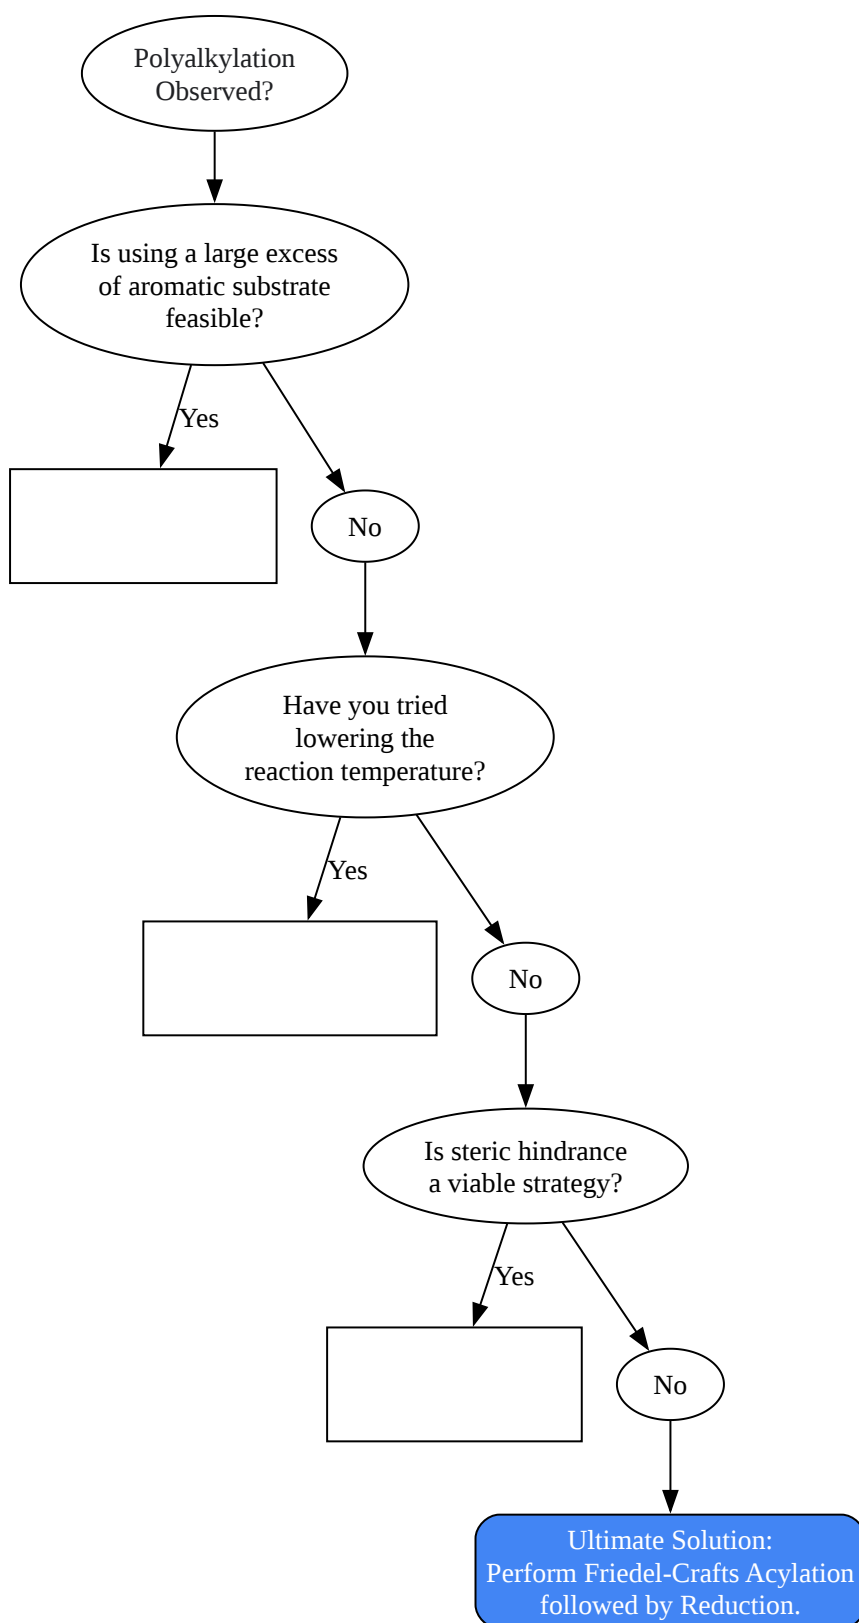 Polyalkylation
Observed?
Is using a large excess
of aromatic substrate
feasible?
Yes
No
Have you tried
lowering the
reaction temperature?
Yes
No
Is steric hindrance
a viable strategy?
Yes
No
Ultimate Solution:
Perform Friedel-Crafts Acylation
followed by Reduction.